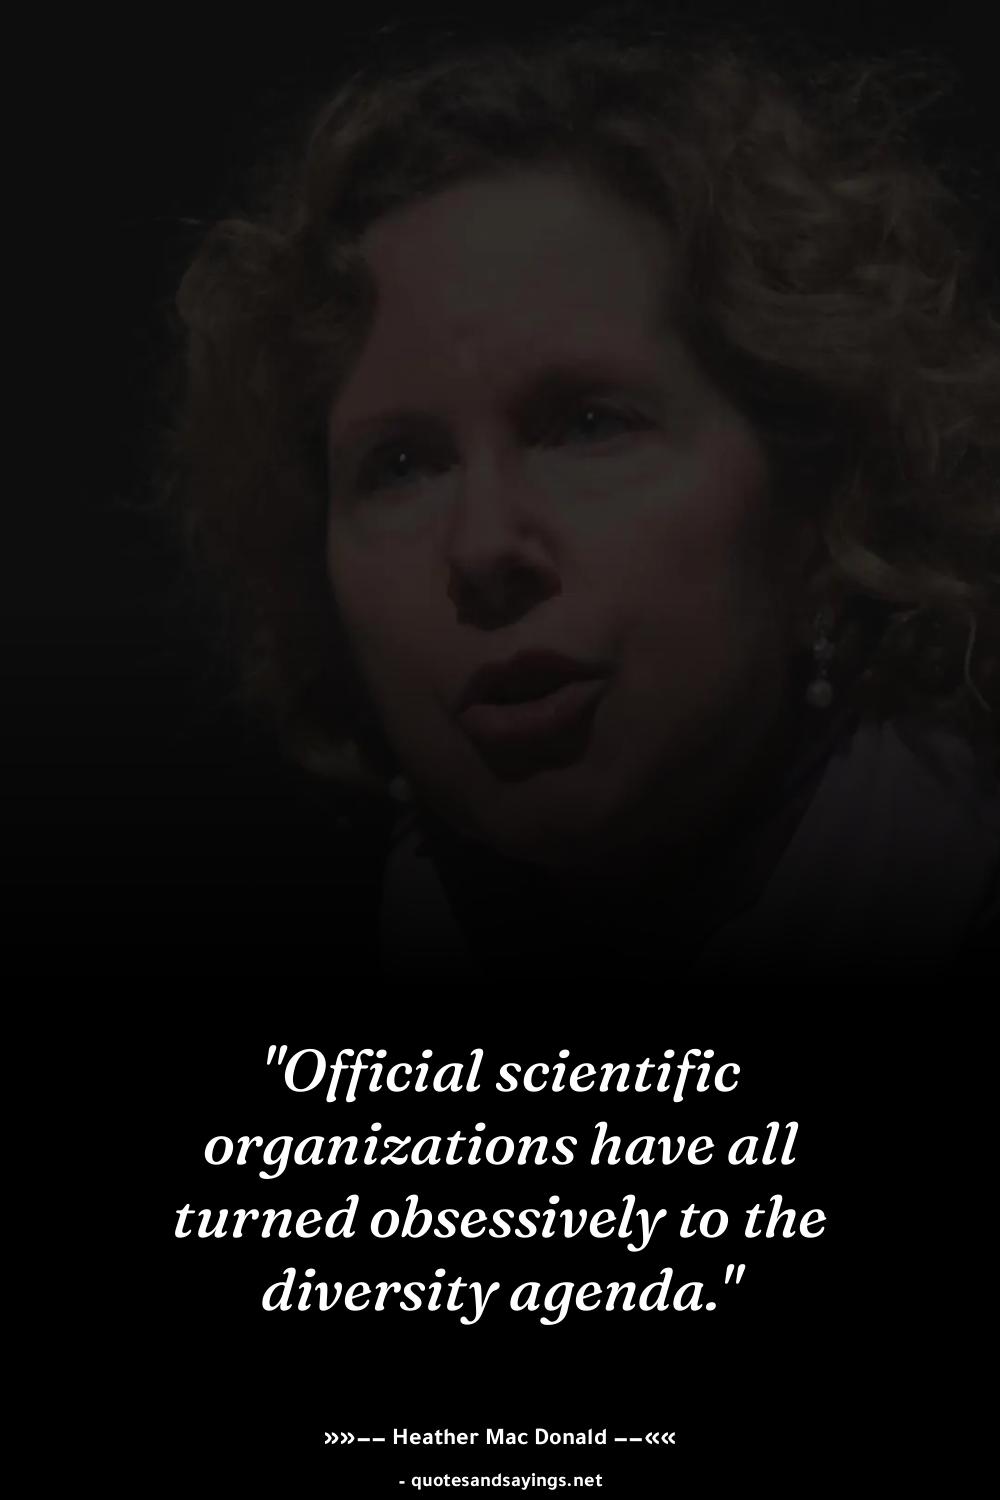 "Official scientific
organizations have all
turned obsessively to the
diversity agenda."
»»−− Heather Mac Donald −−««
- quotesandsayings.net